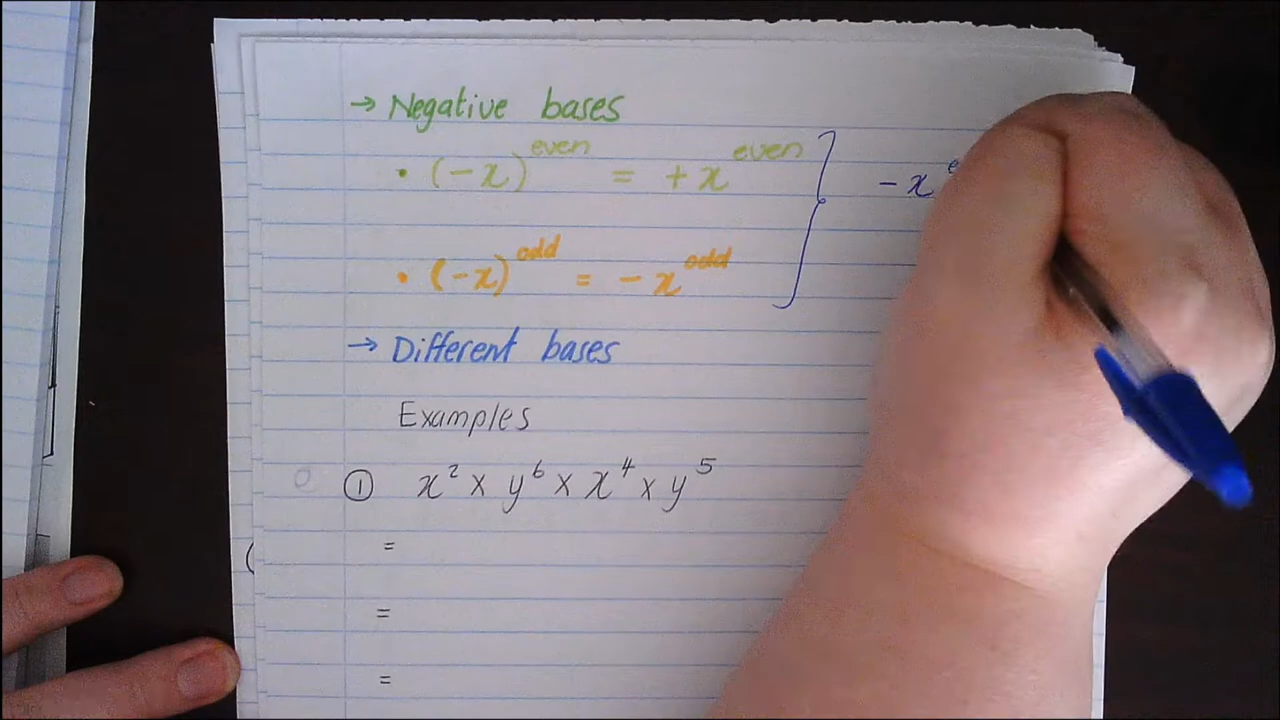 → Negative bases
• (-x)^even = +x^even } -x^e
• (-x)^odd = -x^odd
→ Different bases
Examples
① x² × y⁶ × x⁴ × y⁵
=
=
=